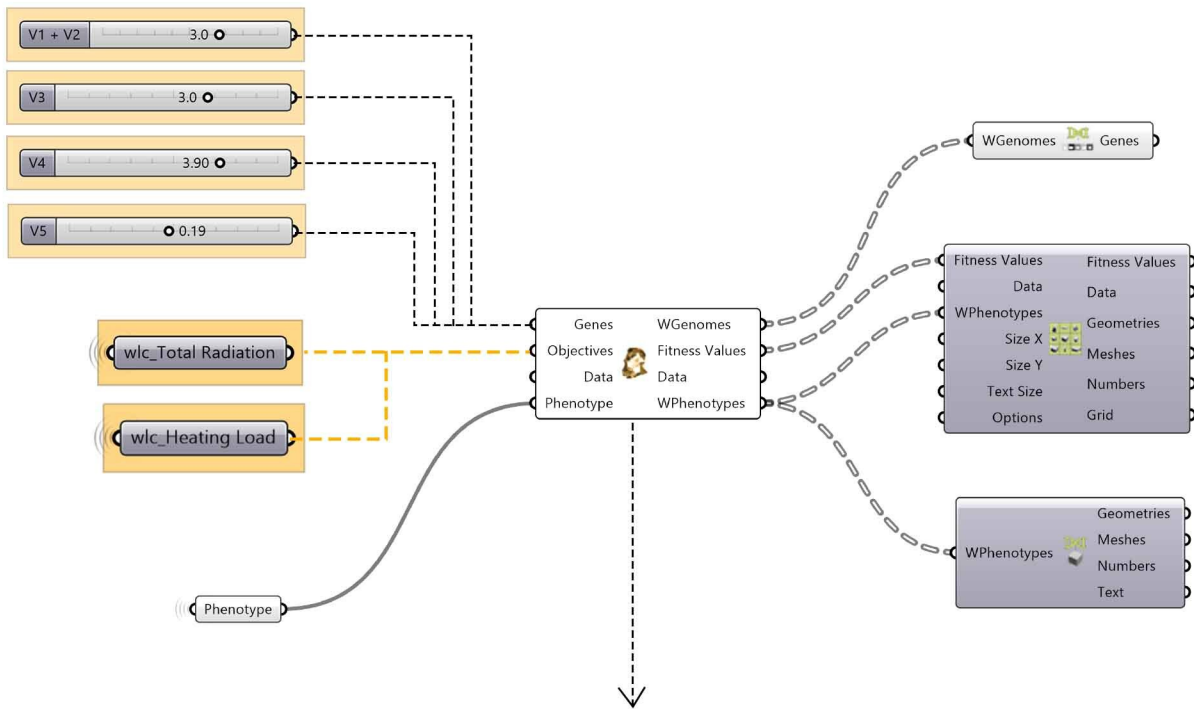 V1 + V2 3.0
V3 3.0
V4 3.90
V5 0.19
wlc_Total Radiation
wlc_Heating Load
Phenotype
Genes WGenomes
Objectives Fitness Values
Data Data
Phenotype WPhenotypes
WGenomes Genes
Fitness Values Fitness Values
Data Data
WPhenotypes Geometries
Size X Meshes
Size Y Numbers
Text Size Grid
Options
WPhenotypes
Geometries
Meshes
Numbers
Text